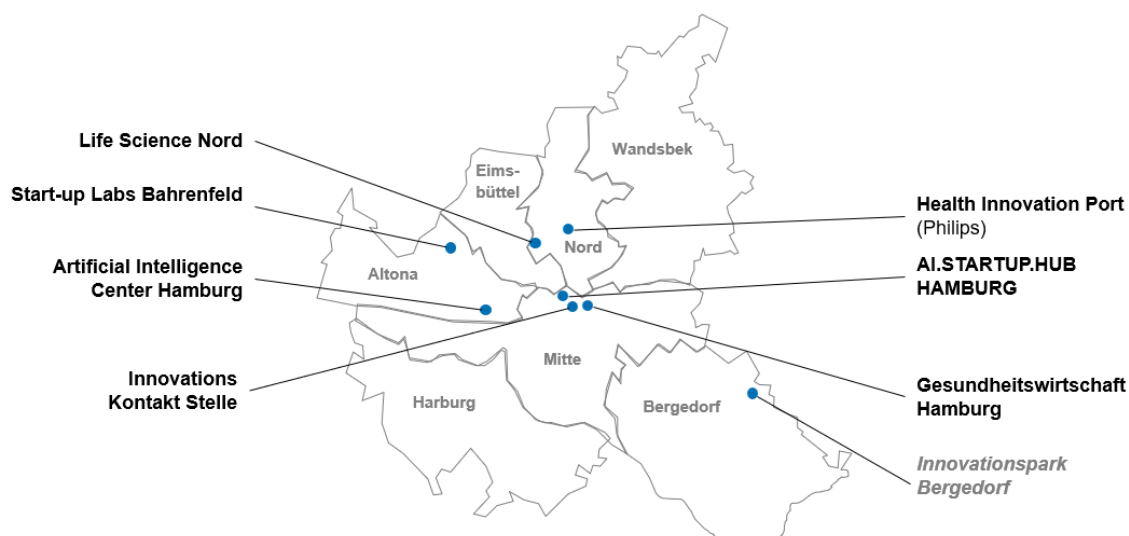 Life Science Nord
Start-up Labs Bahrenfeld
Artificial Intelligence
Center Hamburg
Innovations
Kontakt Stelle
Wandsbek
Eims-
büttel
Nord
Altona
Mitte
Harburg
Bergedorf
Health Innovation Port
(Philips)
AI.STARTUP.HUB
HAMBURG
Gesundheitswirtschaft
Hamburg
Innovationspark
Bergedorf